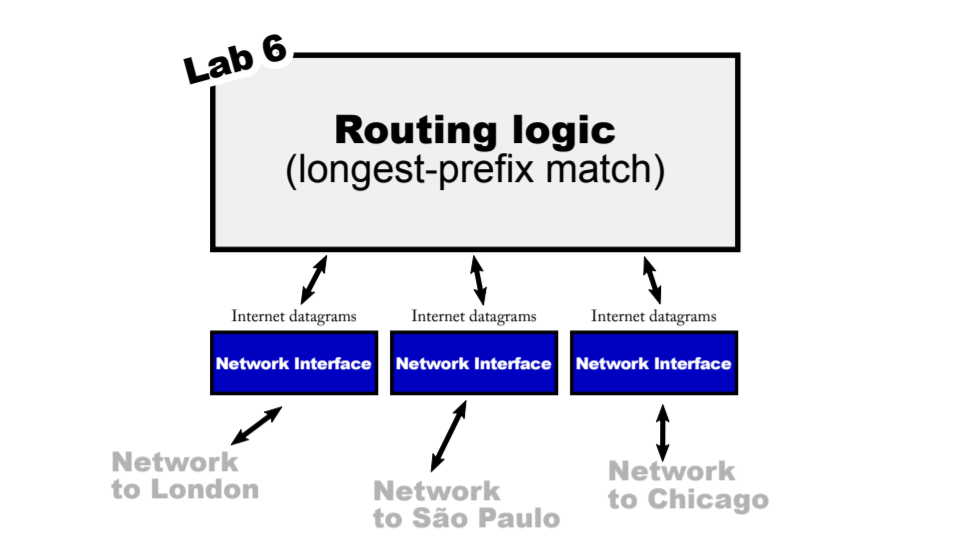 Lab 6
Routing logic
(longest-prefix match)
Internet datagrams
Internet datagrams
Internet datagrams
Network Interface
Network Interface
Network Interface
Network
to London
Network
to São Paulo
Network
to Chicago